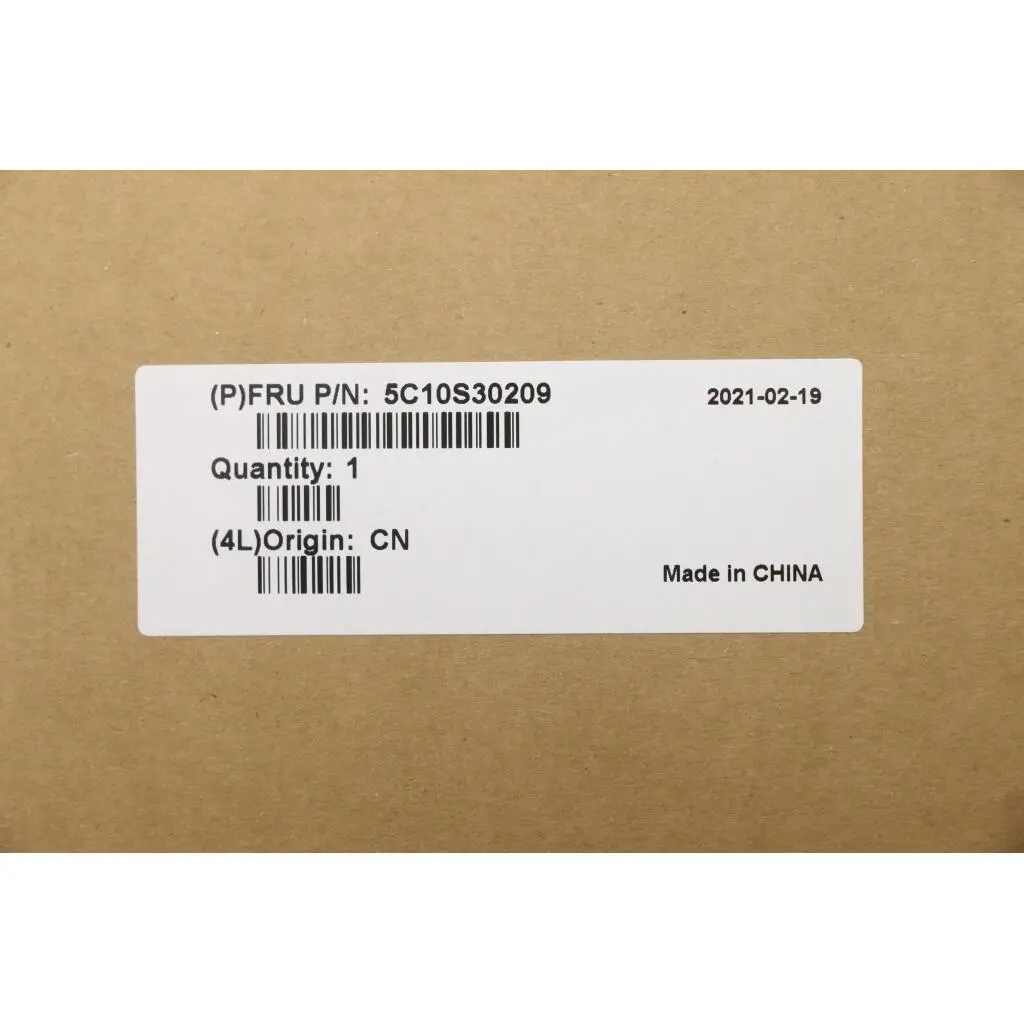 (P)FRU P/N: 5C10S30209
2021-02-19
Quantity: 1
(4L)Origin: CN
Made in CHINA